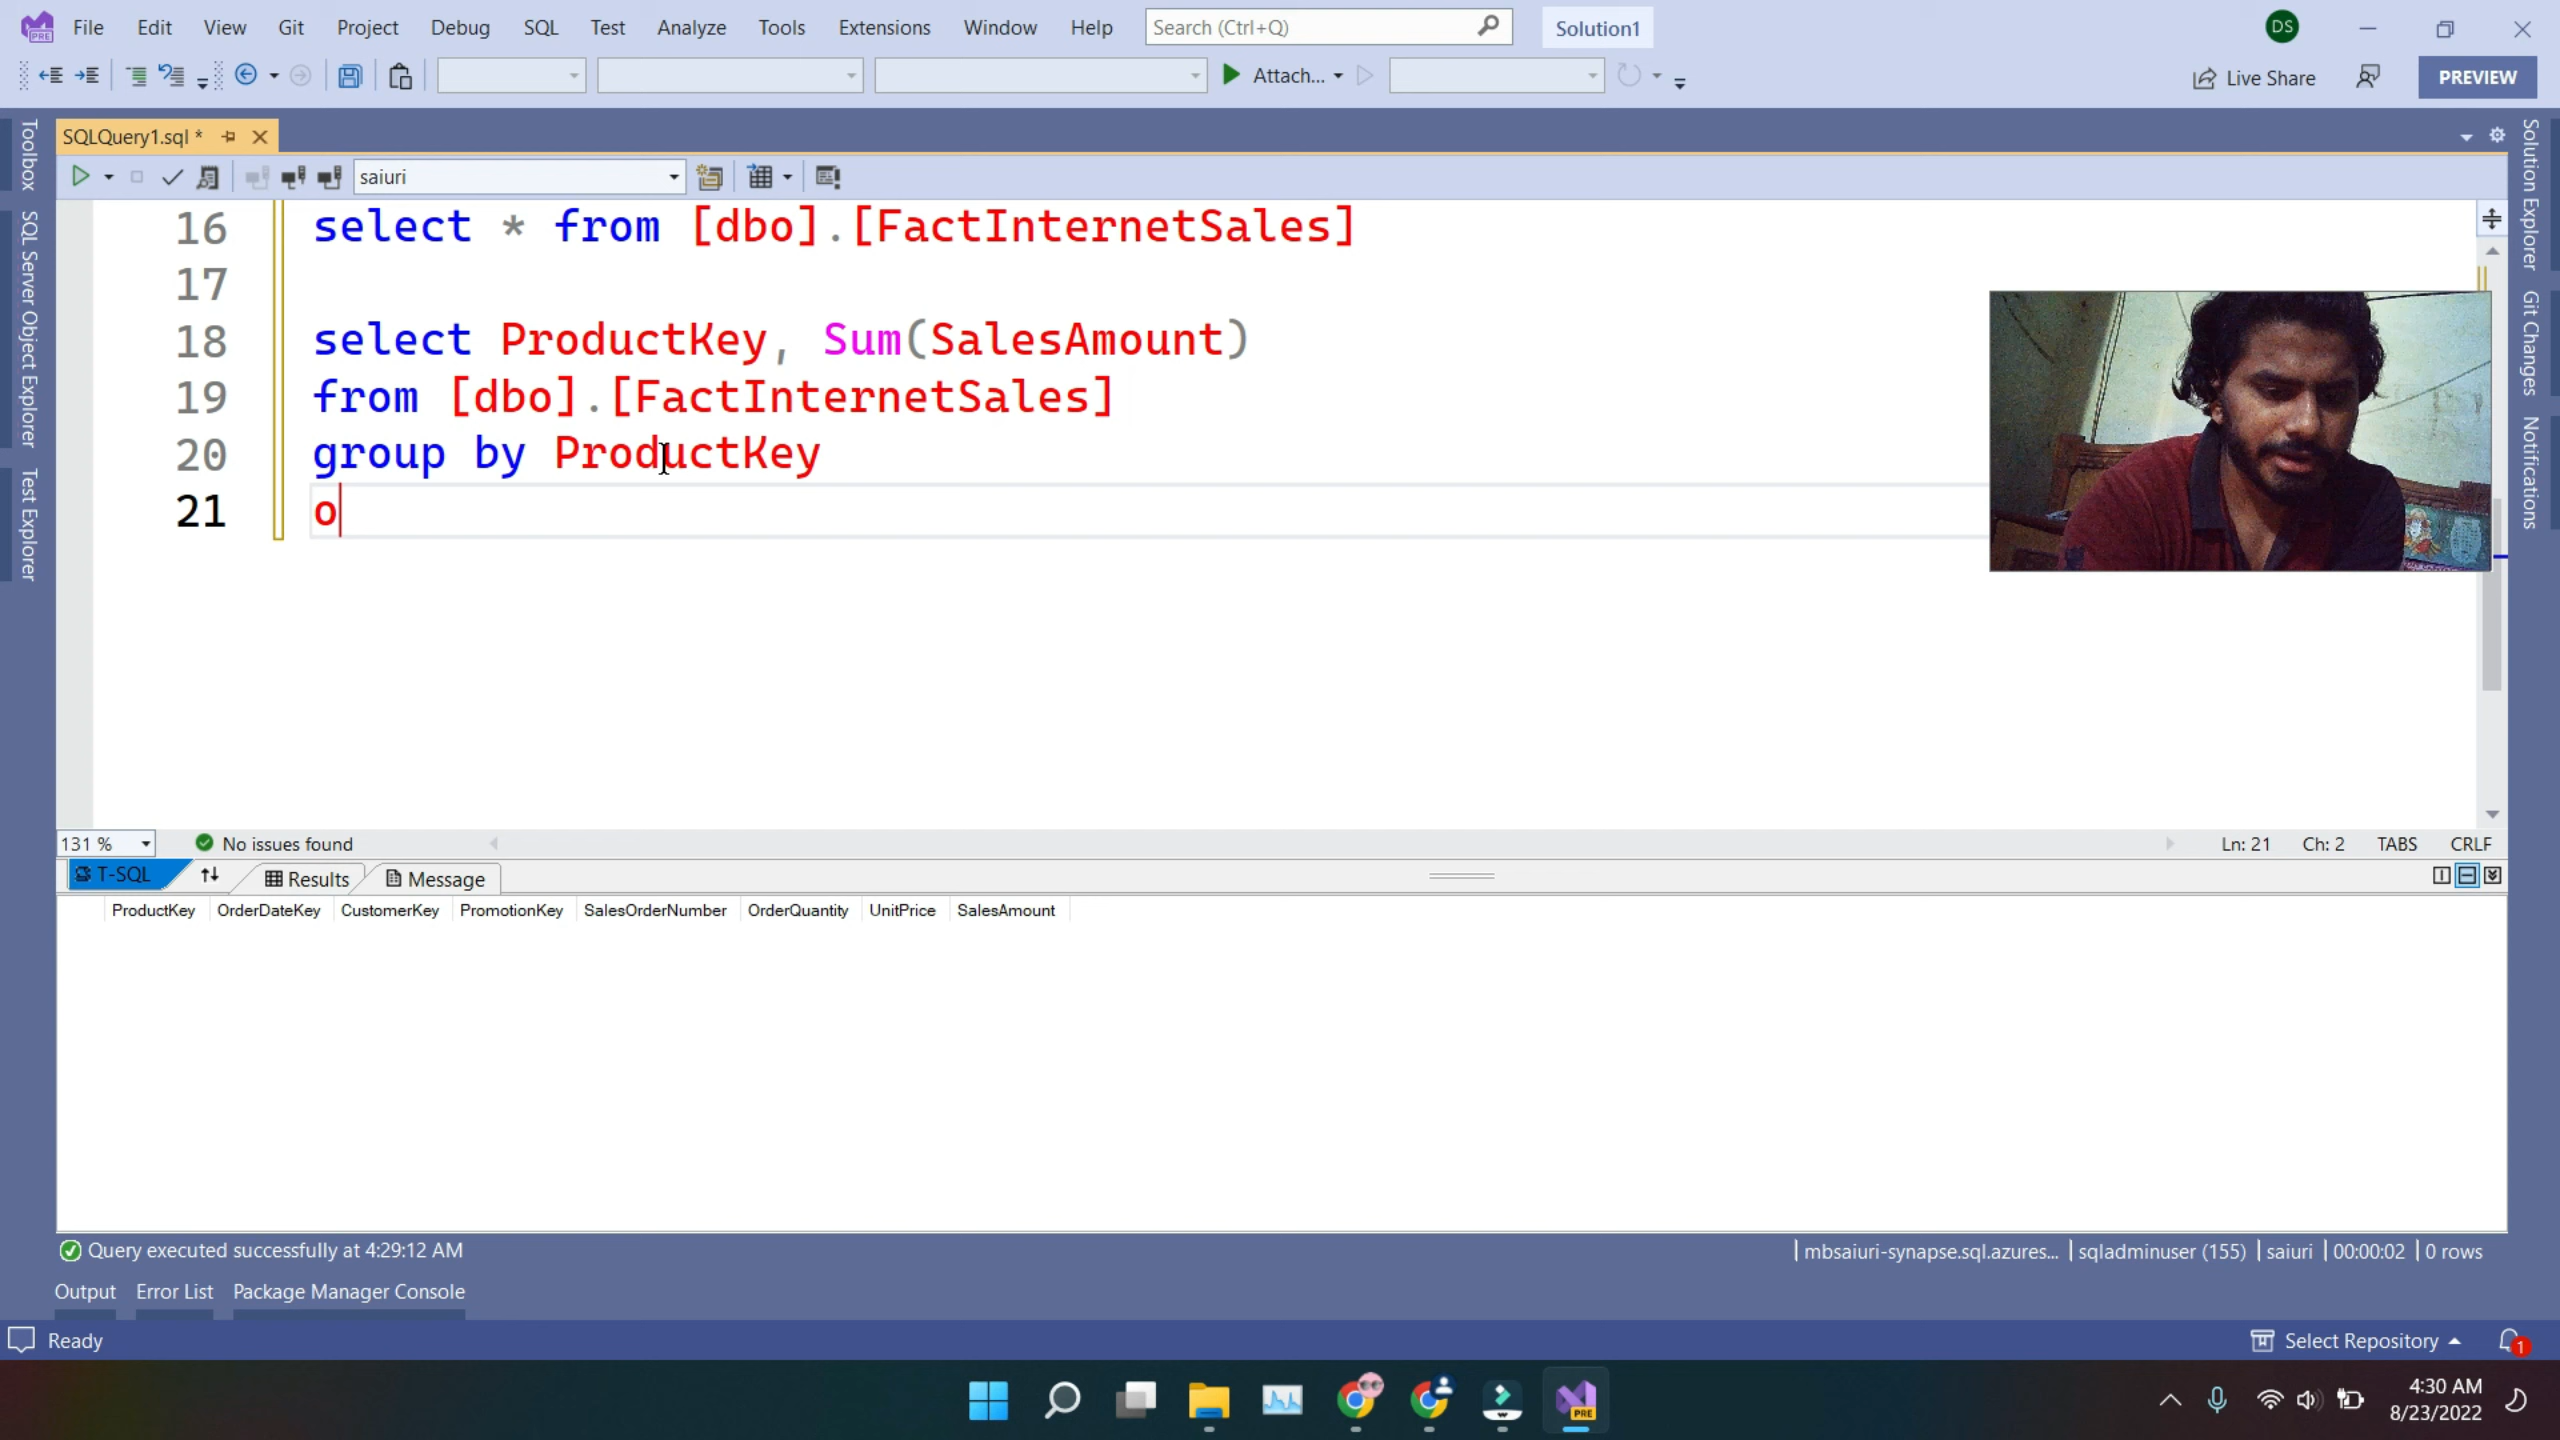 File Edit View Git Project Debug SQL Test Analyze Tools Extensions Window Help Search (Ctrl+Q) Solution1 DS
Attach... Live Share PREVIEW
SQLQuery1.sql *
saiuri
Toolbox
SQL Server Object Explorer
Test Explorer
16 select * from [dbo].[FactInternetSales]
17
18 select ProductKey, Sum(SalesAmount)
19 from [dbo].[FactInternetSales]
20 group by ProductKey
21 o
Solution Explorer
Git Changes
Notifications
131 % No issues found Ln: 21 Ch: 2 TABS CRLF
T-SQL Results Message
ProductKey OrderDateKey CustomerKey PromotionKey SalesOrderNumber OrderQuantity UnitPrice SalesAmount
Query executed successfully at 4:29:12 AM mbsaiuri-synapse.sql.azures... sqladminuser (155) saiuri 00:00:02 0 rows
Output Error List Package Manager Console
Ready Select Repository 1
PRE
4:30 AM
8/23/2022